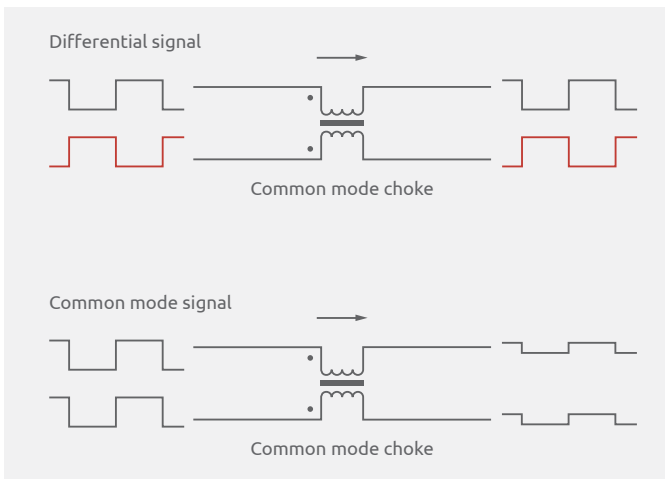 Differential signal
Common mode choke
Common mode signal
Common mode choke